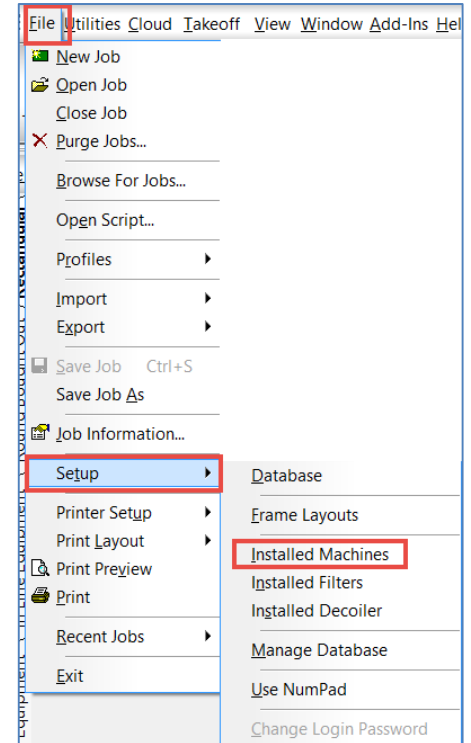 File Utilities Cloud Takeoff View Window Add-Ins Hel
New Job
Open Job
Close Job
Purge Jobs...
Browse For Jobs...
Open Script...
Profiles
Import
Export
Save Job Ctrl+S
Save Job As
Job Information...
Setup
Printer Setup
Print Layout
Print Preview
Print
Recent Jobs
Exit
Database
Frame Layouts
Installed Machines
Installed Filters
Installed Decoiler
Manage Database
Use NumPad
Change Login Password
Rectangular